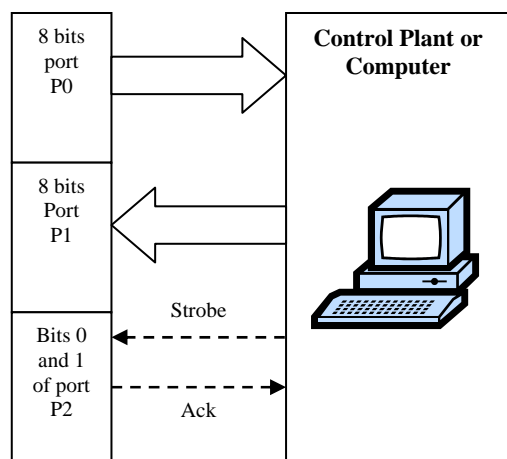 8 bits
port
P0
Control Plant or
Computer
8 bits
Port
P1
Strobe
Bits 0
and 1
of port
P2
Ack